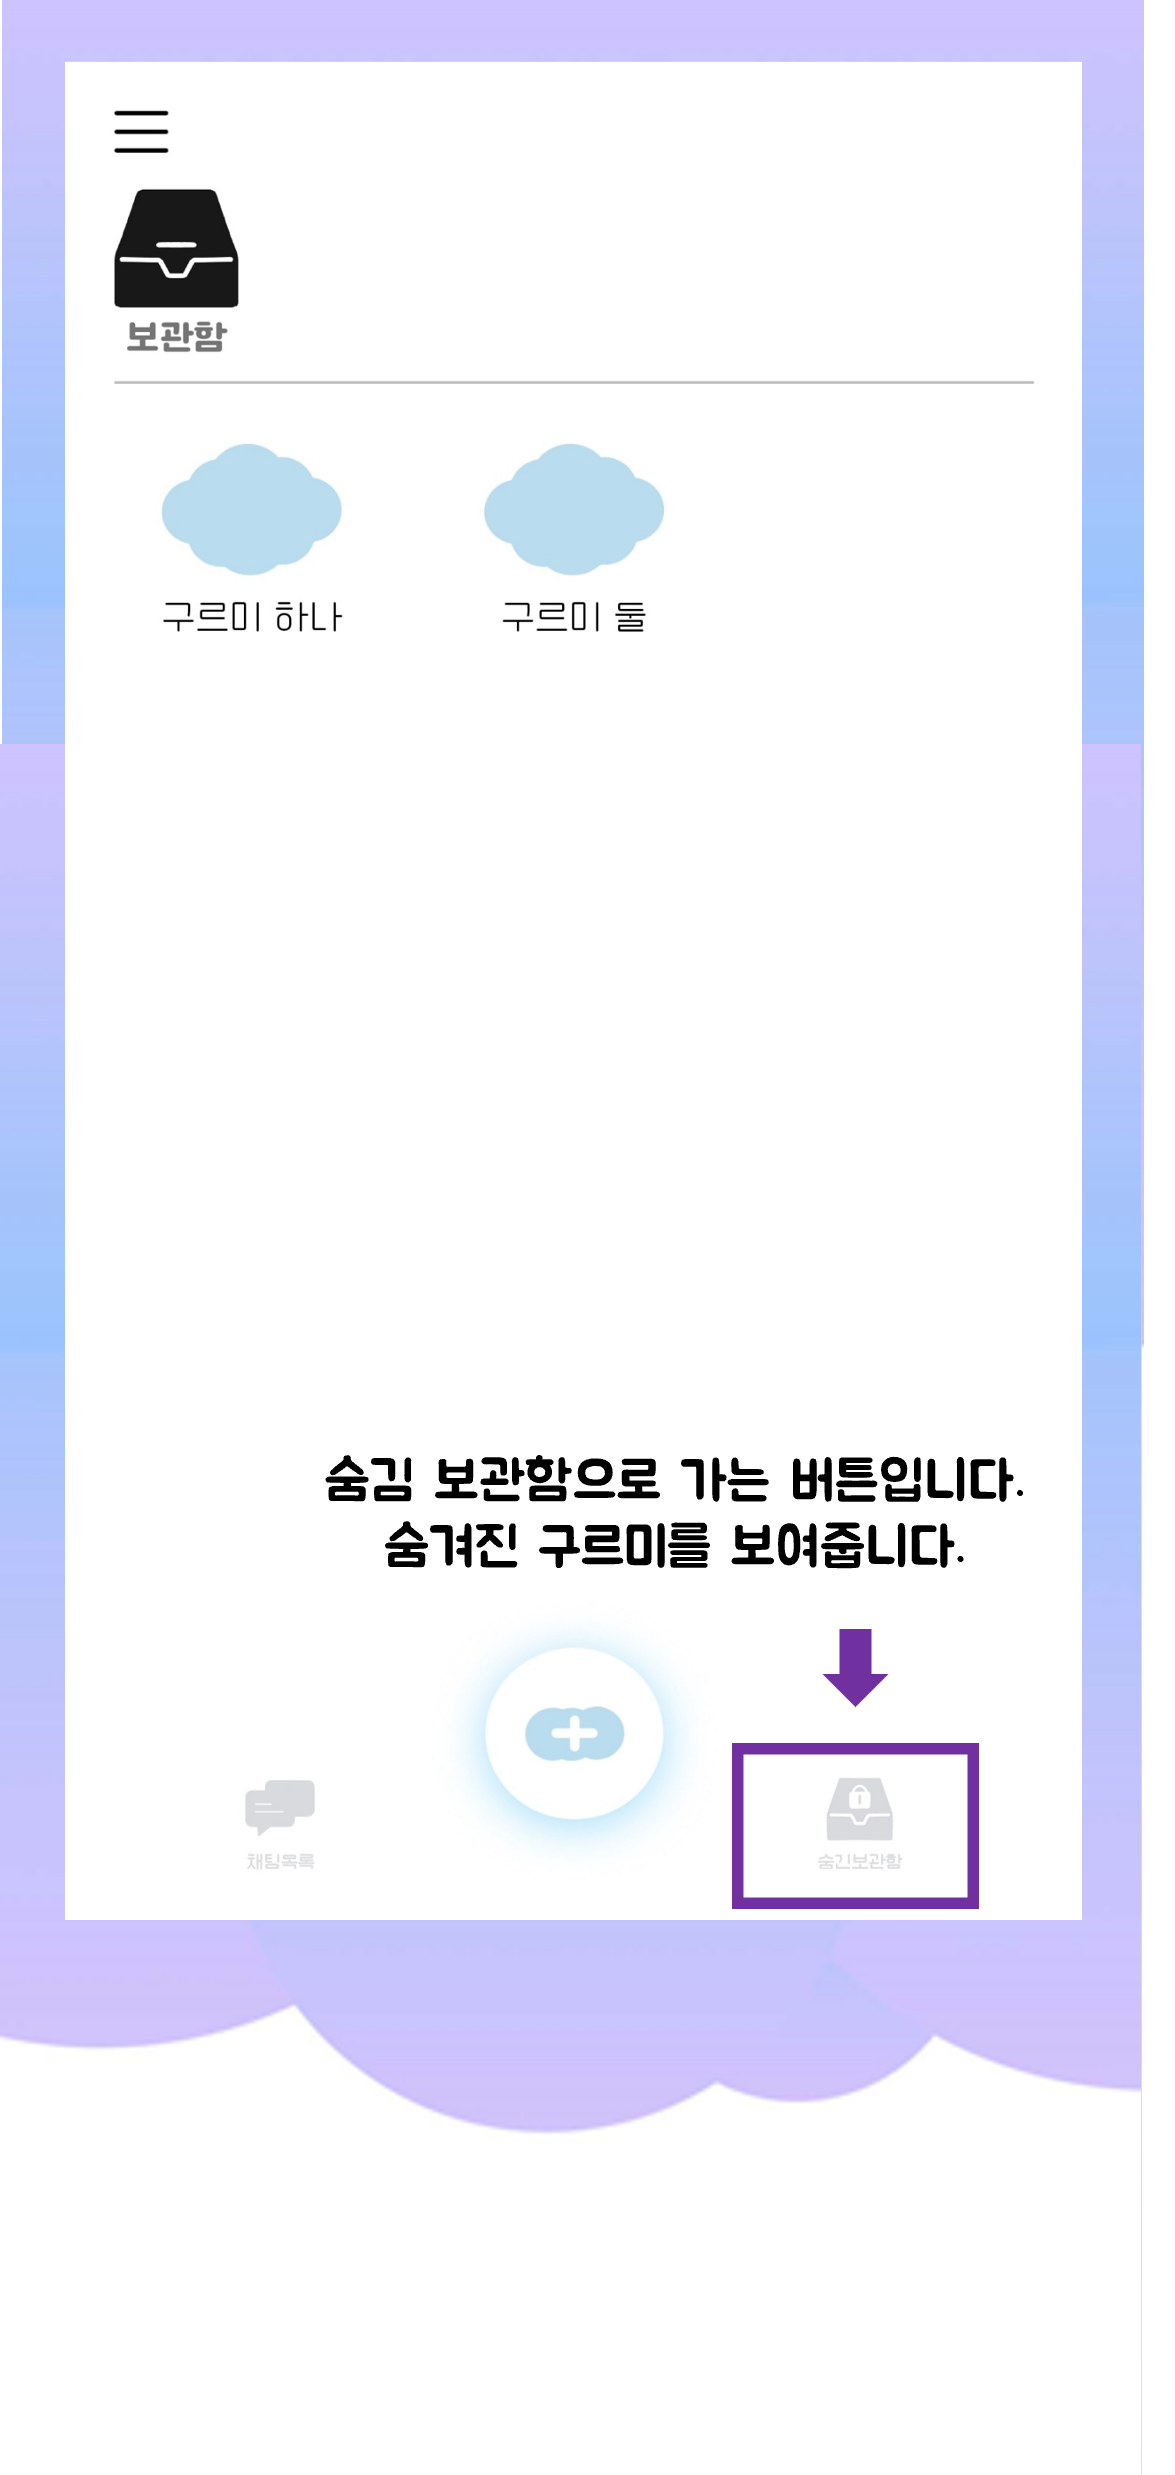 보관함
구르미 하나
구르미 둘
숨김 보관함으로 가는 버튼입니다.
숨겨진 구르미를 보여줍니다.
채팅목록
숨긴보관함